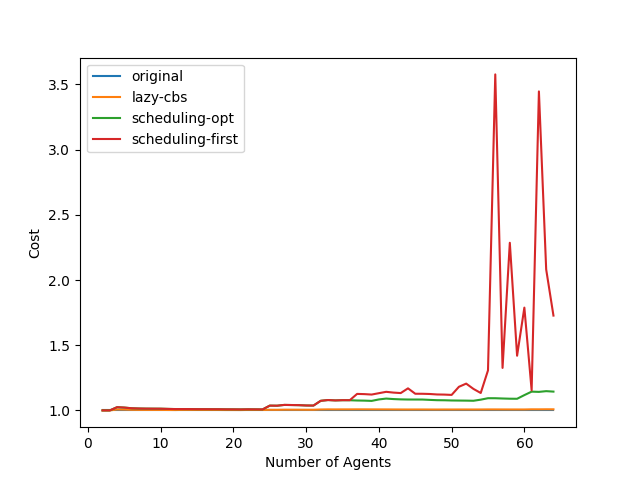 original
lazy-cbs
scheduling-opt
scheduling-first
3.5
3.0
2.5
2.0
1.5
1.0
Cost
0 10 20 30 40 50 60
Number of Agents